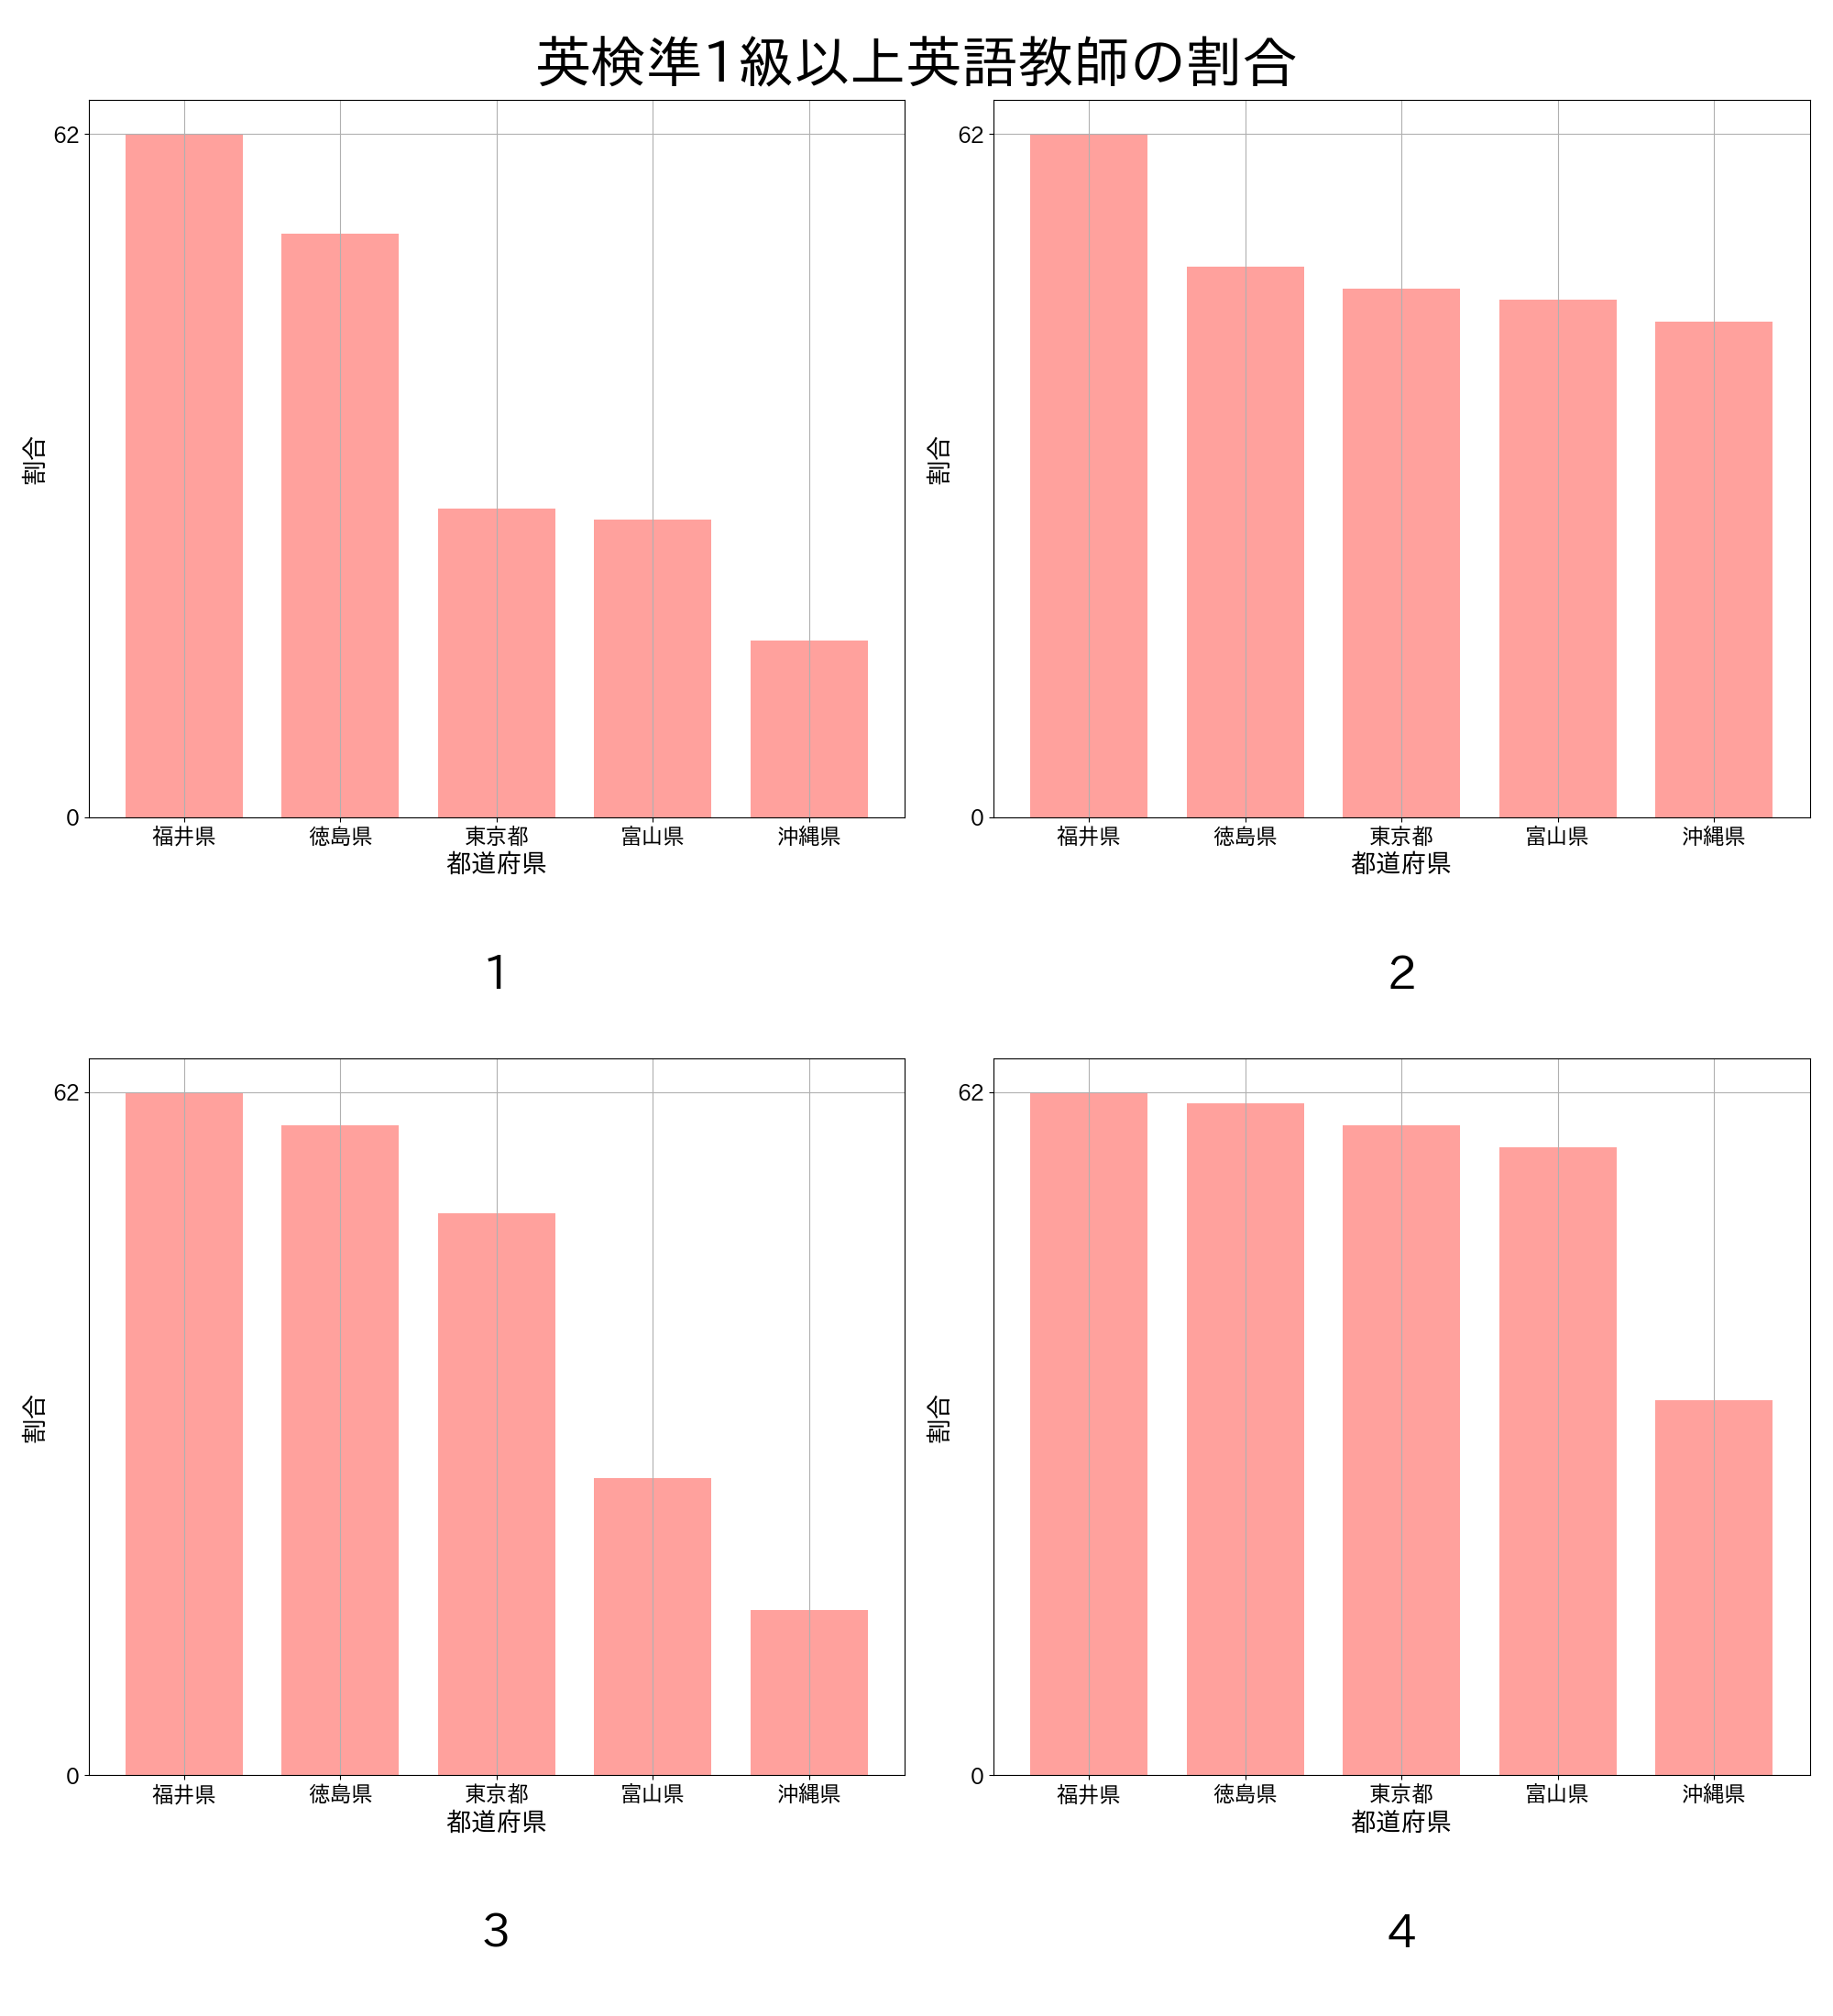 英検準1級以上英語教師の割合
62
0
割合
福井県 徳島県 東京都 富山県 沖縄県
都道府県
1
62
0
割合
福井県 徳島県 東京都 富山県 沖縄県
都道府県
2
62
0
割合
福井県 徳島県 東京都 富山県 沖縄県
都道府県
3
62
0
割合
福井県 徳島県 東京都 富山県 沖縄県
都道府県
4